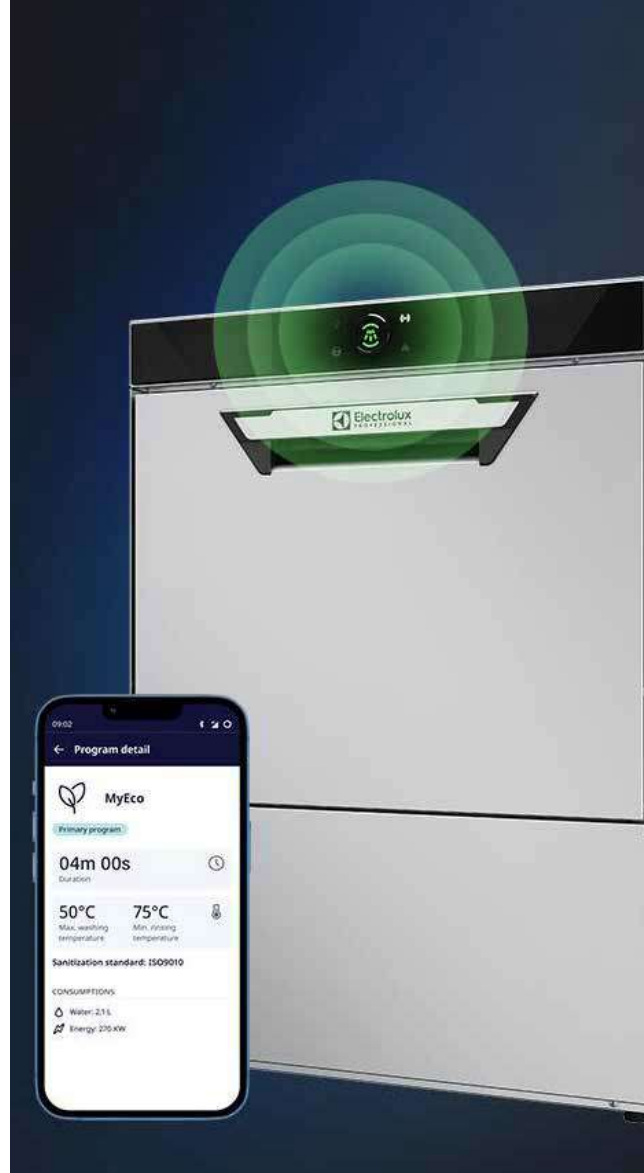 Electrolux
PROFESSIONAL
09:02
← Program detail
MyEco
Primary program
04m 00s
Duration
50°C
Max. washing
temperature
75°C
Min. rinsing
temperature
Sanitization standard: ISO9010
CONSUMPTIONS
Water: 2,1 L
Energy: 270 KW